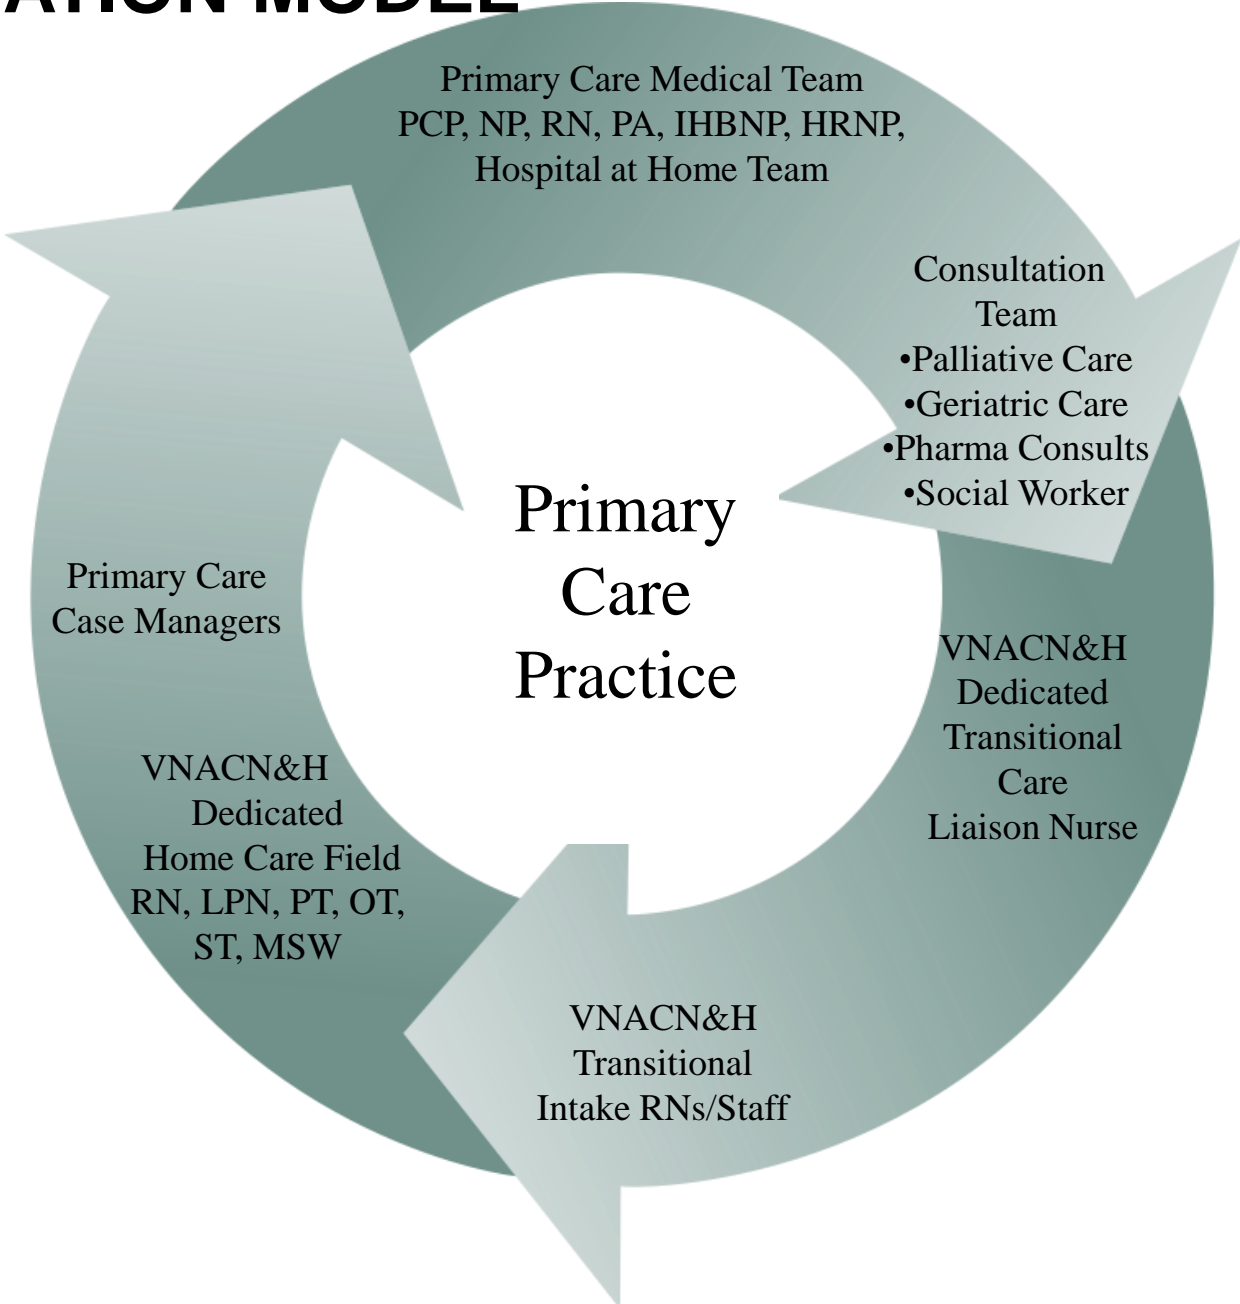 ATION MODEL
Primary Care Medical Team
PCP, NP, RN, PA, IHBNP, HRNP,
Hospital at Home Team
Consultation
Team
•Palliative Care
•Geriatric Care
•Pharma Consults
•Social Worker
Primary
Care
Practice
VNACN&H
Dedicated
Transitional
Care
Liaison Nurse
VNACN&H
Transitional
Intake RNs/Staff
VNACN&H
Dedicated
Home Care Field
RN, LPN, PT, OT,
ST, MSW
Primary Care
Case Managers